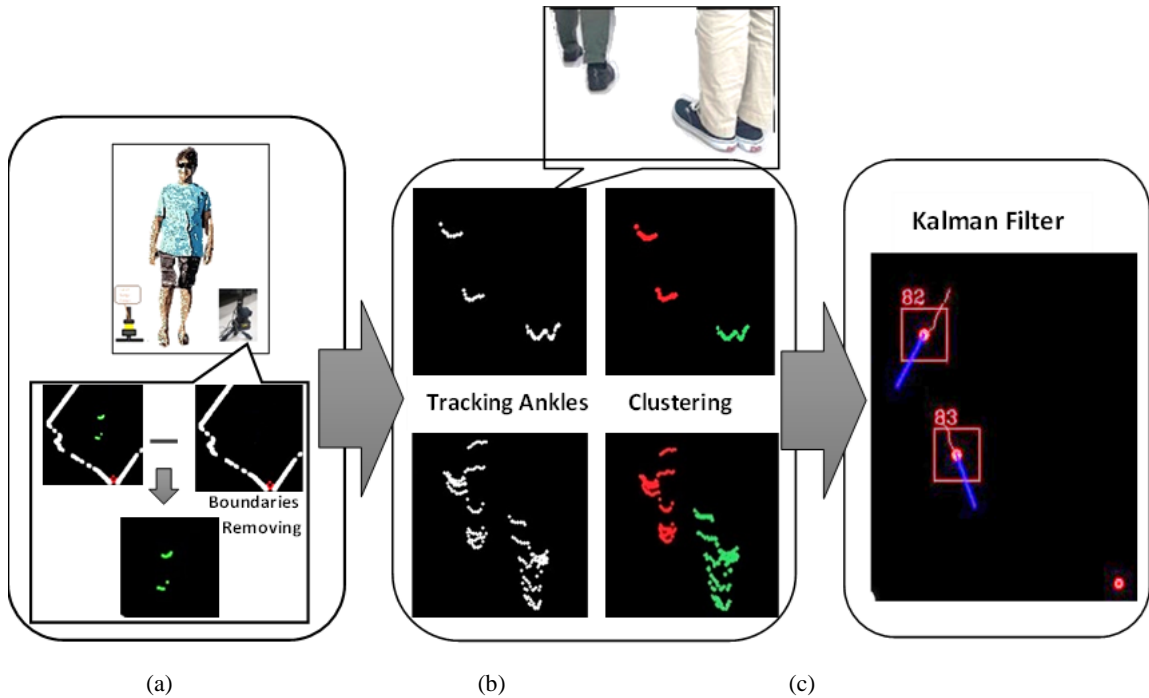 Boundaries
Removing
Tracking Ankles
Clustering
Kalman Filter
82
83
(a)
(b)
(c)